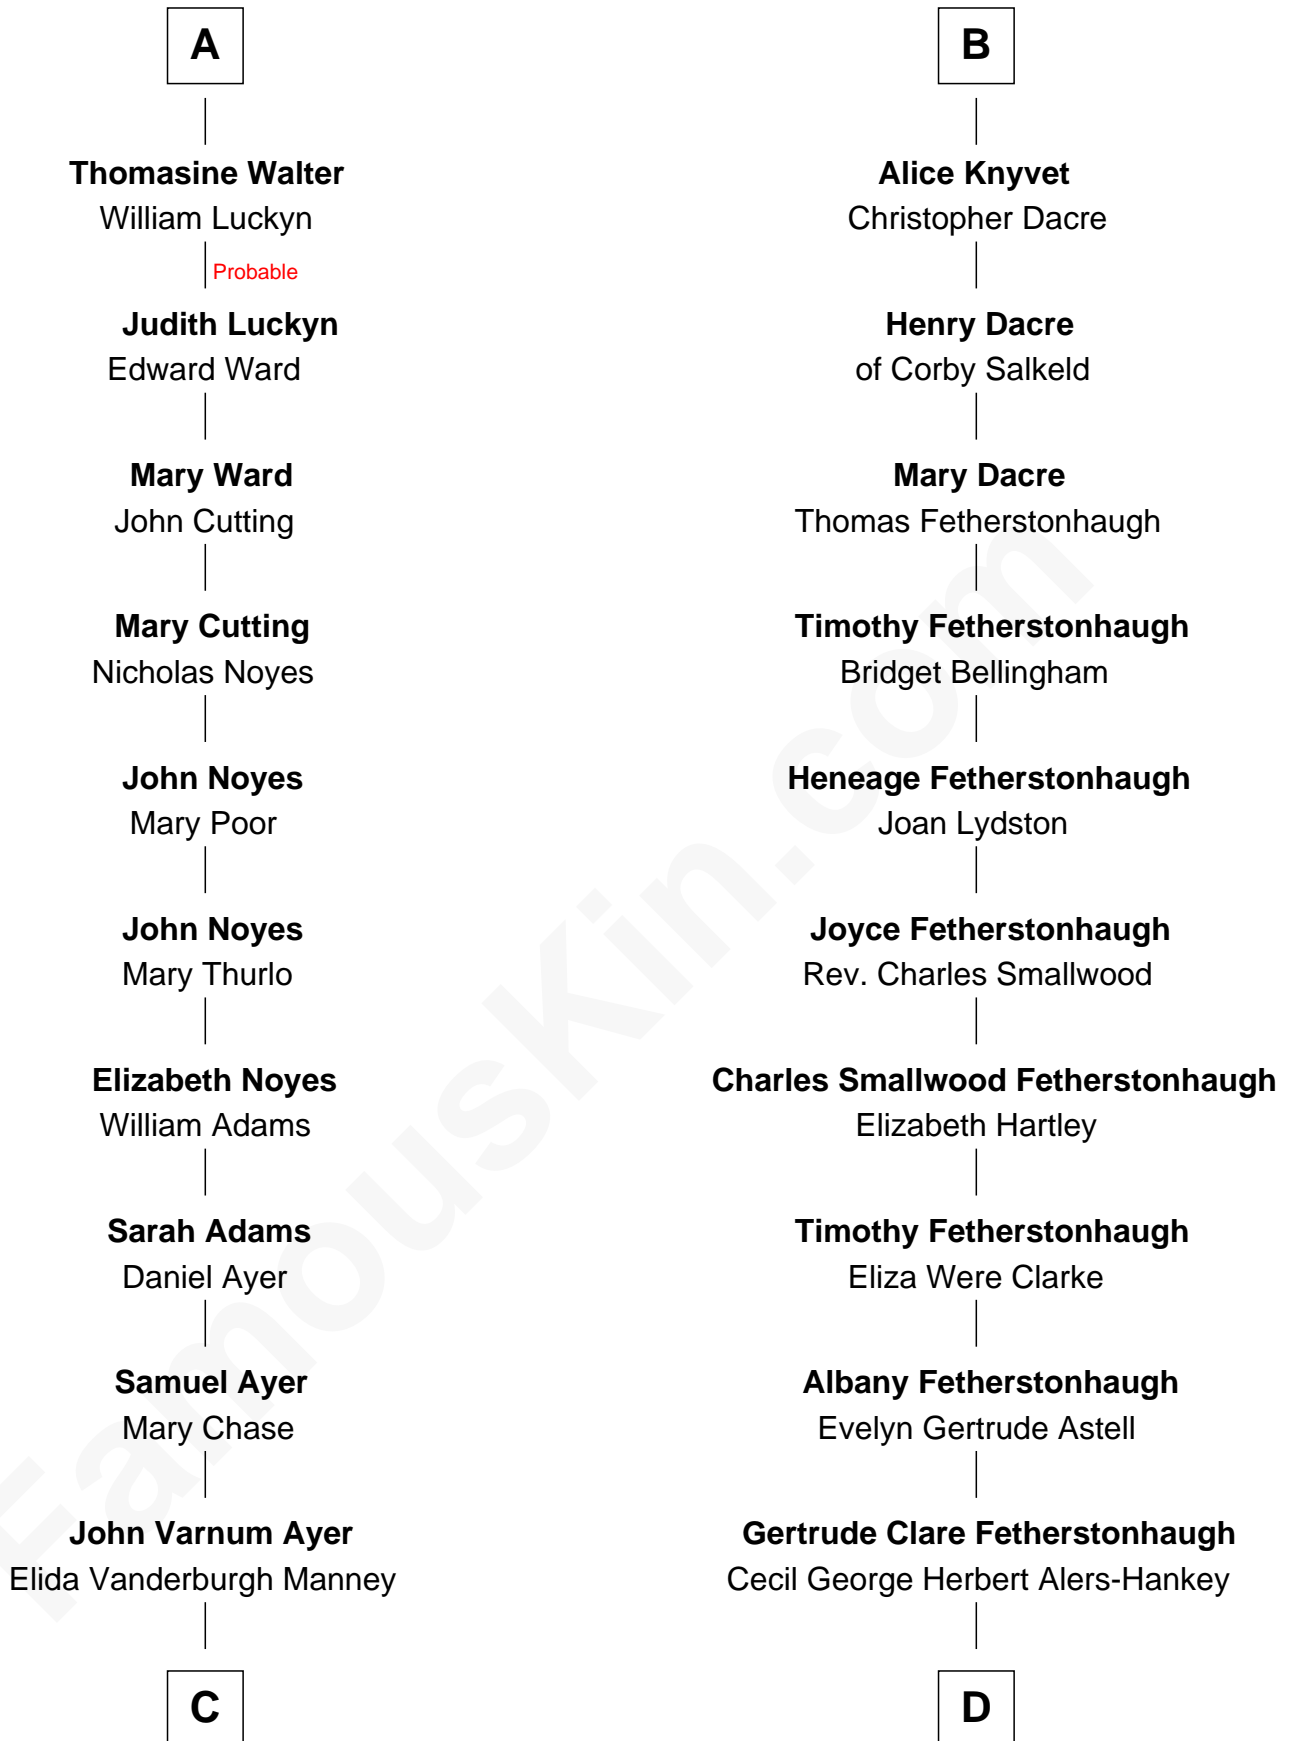 A
Thomasine Walter
William Luckyn
Probable
Judith Luckyn
Edward Ward
Mary Ward
John Cutting
Mary Cutting
Nicholas Noyes
John Noyes
Mary Poor
John Noyes
Mary Thurlo
Elizabeth Noyes
William Adams
Sarah Adams
Daniel Ayer
Samuel Ayer
Mary Chase
John Varnum Ayer
Elida Vanderburgh Manney
C
B
Alice Knyvet
Christopher Dacre
Henry Dacre
of Corby Salkeld
Mary Dacre
Thomas Fetherstonhaugh
Timothy Fetherstonhaugh
Bridget Bellingham
Heneage Fetherstonhaugh
Joan Lydston
Joyce Fetherstonhaugh
Rev. Charles Smallwood
Charles Smallwood Fetherstonhaugh
Elizabeth Hartley
Timothy Fetherstonhaugh
Eliza Were Clarke
Albany Fetherstonhaugh
Evelyn Gertrude Astell
Gertrude Clare Fetherstonhaugh
Cecil George Herbert Alers-Hankey
D
FamousKin.com